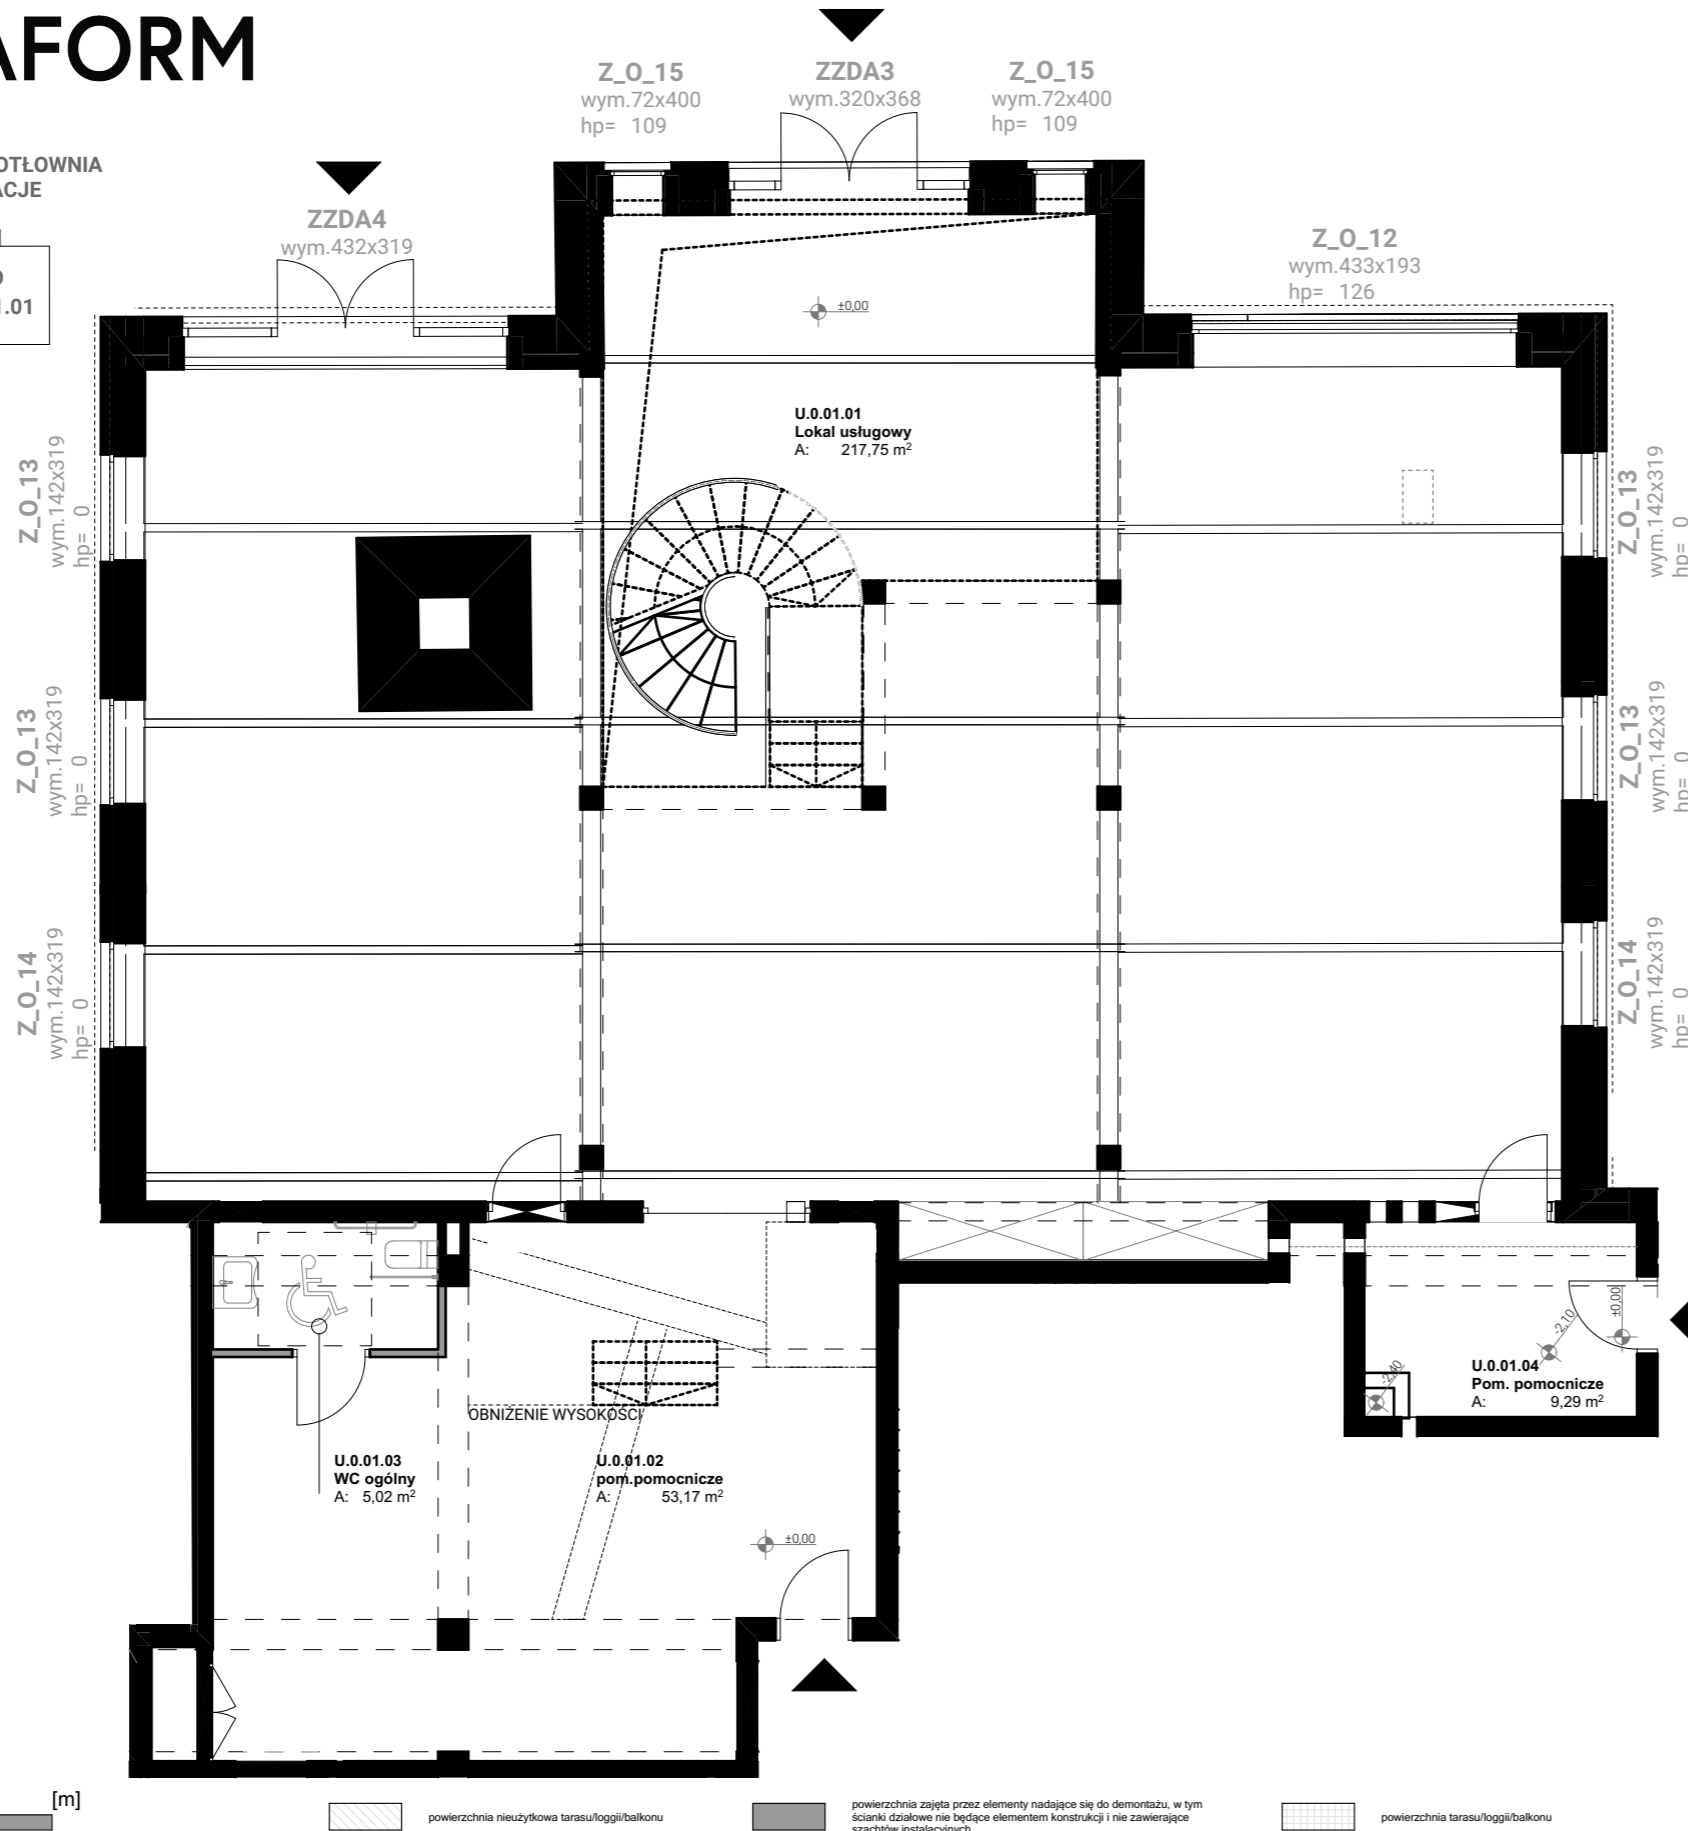 AFORM
OTŁOWNIA
ACJE
.01
Z_O_15
wym.72x400
hp= 109
ZZDA3
wym.320x368
Z_O_15
wym.72x400
hp= 109
ZZDA4
wym.432x319
Z_O_12
wym.433x193
hp= 126
±0,00
U.0.01.01
Lokal usługowy
A: 217,75 m²
Z_O_13
wym.142x319
hp= 0
Z_O_13
wym.142x319
hp= 0
Z_O_14
wym.142x319
hp= 0
Z_O_13
wym.142x319
hp= 0
Z_O_13
wym.142x319
hp= 0
Z_O_14
wym.142x319
hp= 0
OBNIŻENIE WYSOKOŚCI
U.0.01.03
WC ogólny
A: 5,02 m²
U.0.01.02
pom.pomocnicze
A: 53,17 m²
±0,00
±0,00
-2,10
-2,40
U.0.01.04
Pom. pomocnicze
A: 9,29 m²
[m]
powierzchnia nieużytkowa tarasu/loggii/balkonu
powierzchnia zajęta przez elementy nadające się do demontażu, w tym
ścianki działowe nie będące elementem konstrukcji i nie zawierające
szachtów instalacyjnych
powierzchnia tarasu/loggii/balkonu